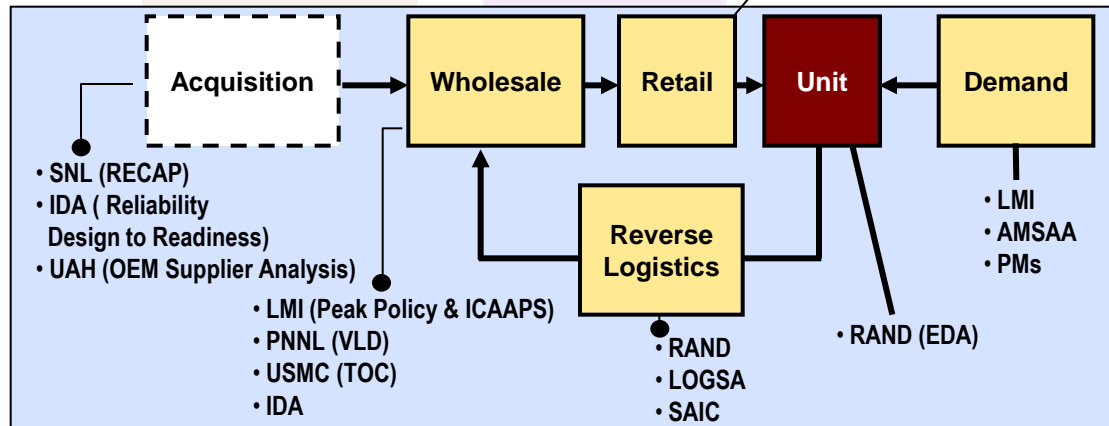 Acquisition
Wholesale
Retail
Unit
Demand
• SNL (RECAP)
• IDA ( Reliability
Design to Readiness)
• UAH (OEM Supplier Analysis)
Reverse
Logistics
• LMI
• AMSAA
• PMs
• LMI (Peak Policy & ICAAPS)
• PNNL (VLD)
• USMC (TOC)
• IDA
• RAND
• LOGSA
• SAIC
• RAND (EDA)